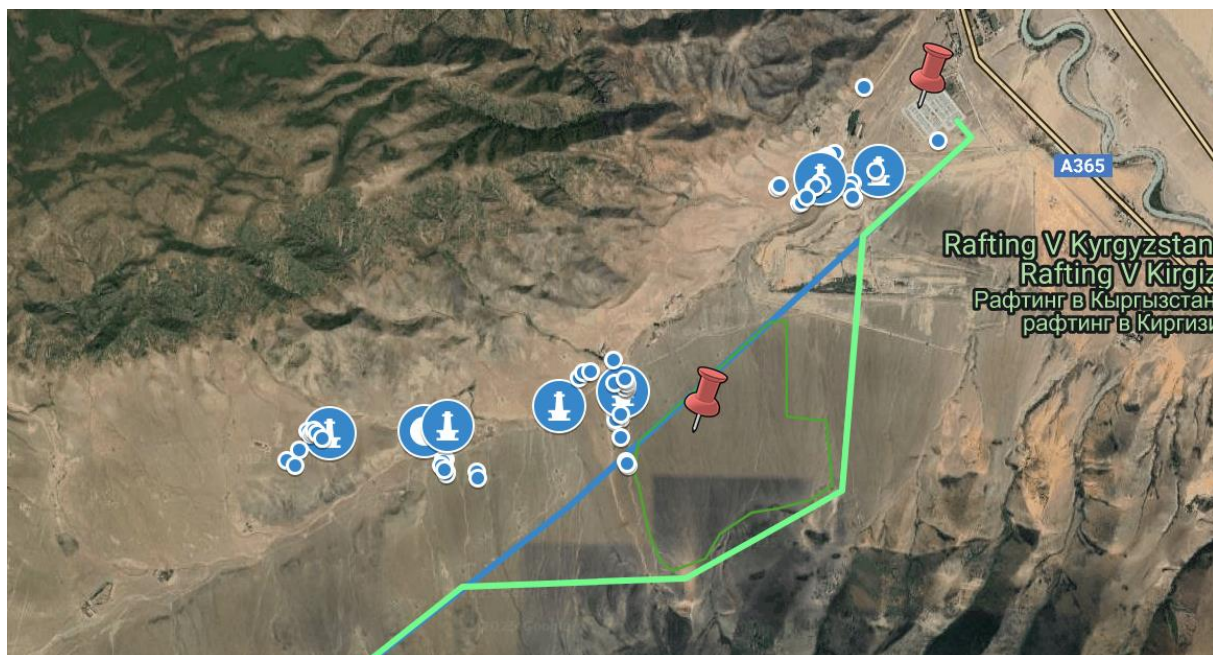 A365
Rafting V Kyrgyzstan
Rafting V Kirgiz
Рафтинг в Кыргызстан
рафтинг в Киргизи